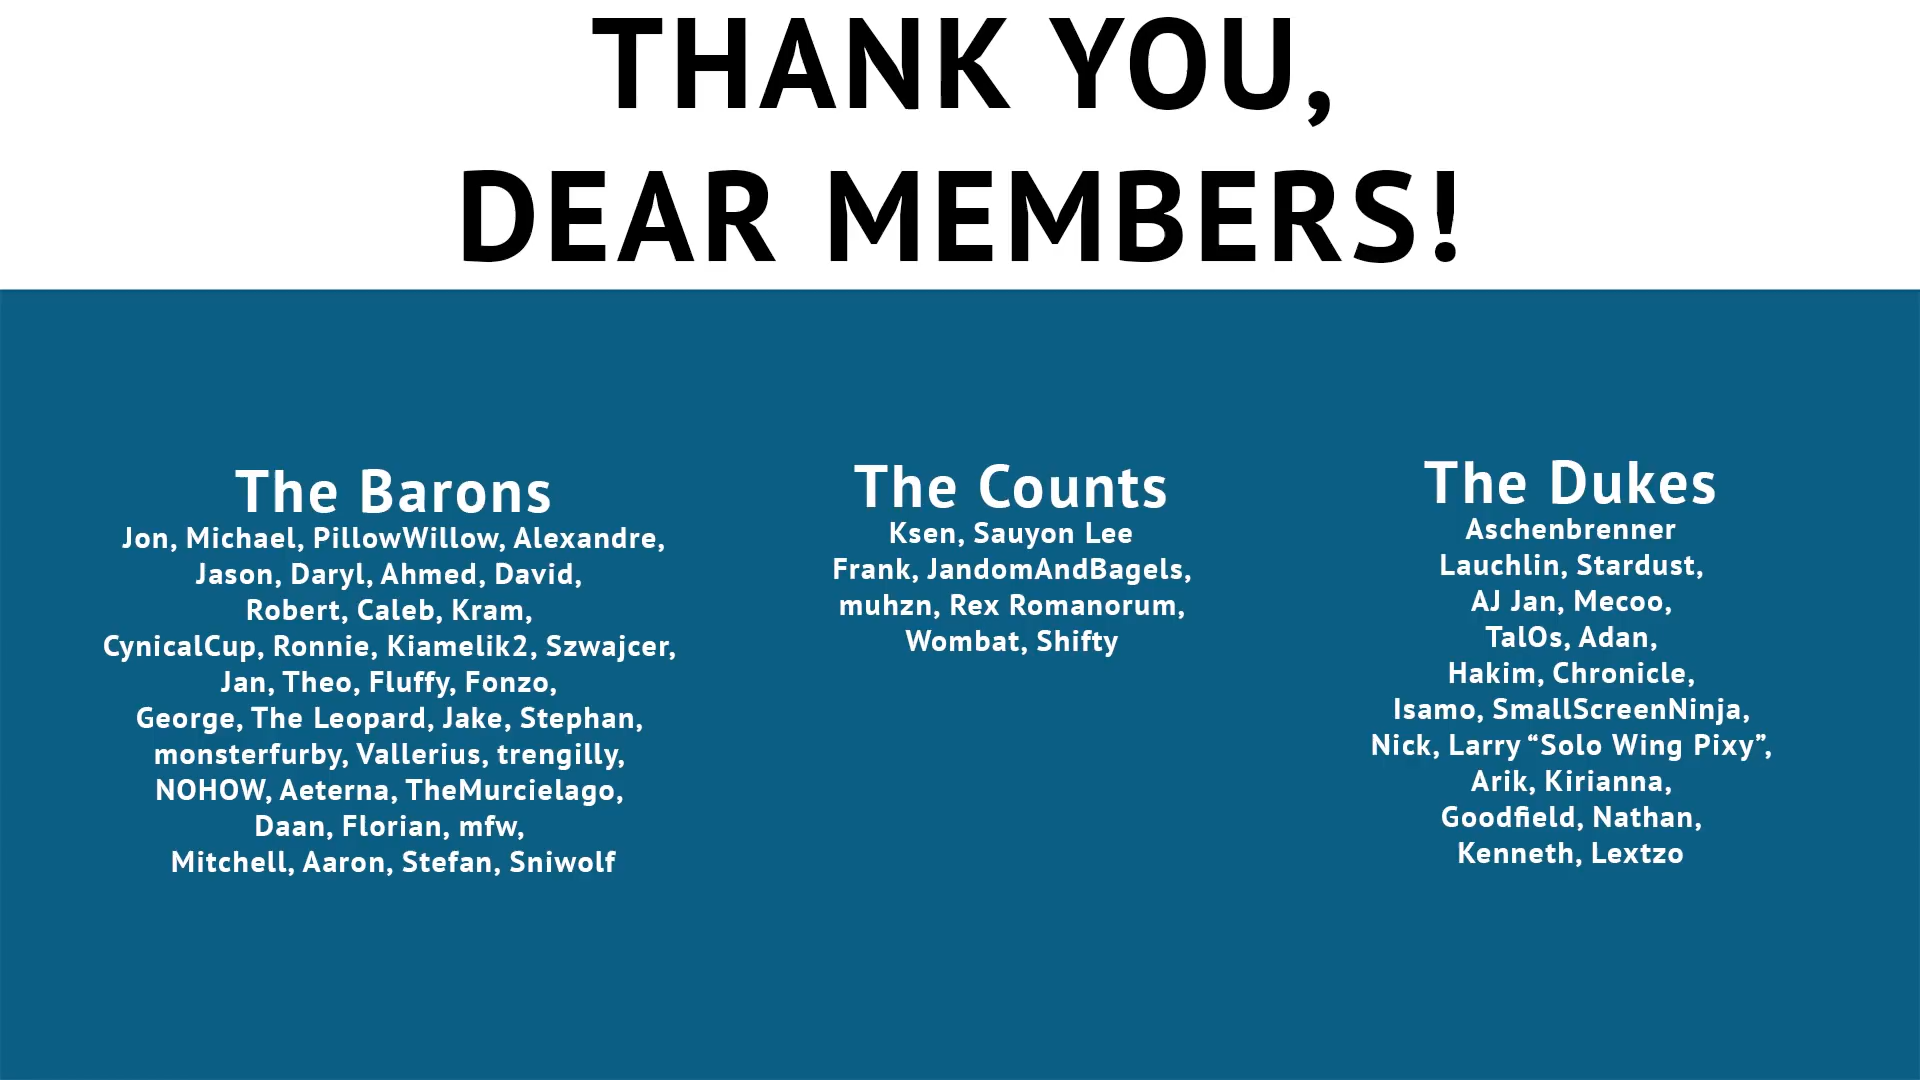 THANK YOU,
DEAR MEMBERS!
The Barons
Jon, Michael, PillowWillow, Alexandre,
Jason, Daryl, Ahmed, David,
Robert, Caleb, Kram,
CynicalCup, Ronnie, Kiamelik2, Szwajcer,
Jan, Theo, Fluffy, Fonzo,
George, The Leopard, Jake, Stephan,
monsterfurby, Vallerius, trengilly,
NOHOW, Aeterna, TheMurcielago,
Daan, Florian, mfw,
Mitchell, Aaron, Stefan, Sniwolf
The Counts
Ksen, Sauyon Lee
Frank, JandomAndBagels,
muhzn, Rex Romanorum,
Wombat, Shifty
The Dukes
Aschenbrenner
Lauchlin, Stardust,
AJ Jan, Mecoo,
TalOs, Adan,
Hakim, Chronicle,
Isamo, SmallScreenNinja,
Nick, Larry “Solo Wing Pixy”,
Arik, Kirianna,
Goodfield, Nathan,
Kenneth, Lextzo